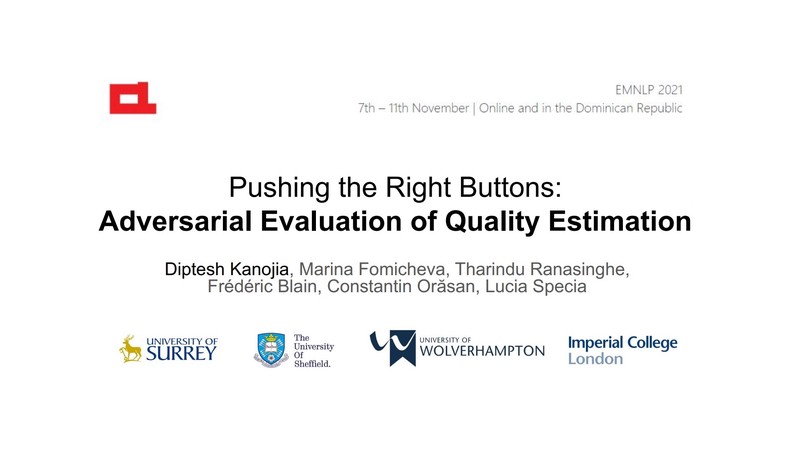 EMNLP 2021
7th – 11th November | Online and in the Dominican Republic
Pushing the Right Buttons:
Adversarial Evaluation of Quality Estimation
Diptesh Kanojia, Marina Fomicheva, Tharindu Ranasinghe,
Frédéric Blain, Constantin Orăsan, Lucia Specia
UNIVERSITY OF
SURREY
The
University
Of
Sheffield.
UNIVERSITY OF
WOLVERHAMPTON
Imperial College
London